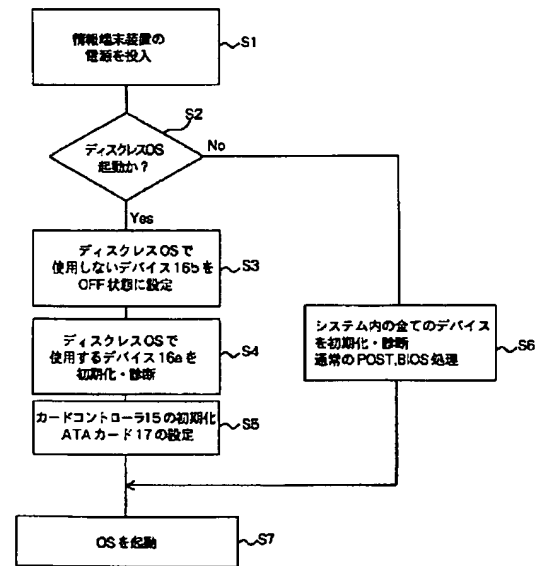 情報端末装置の
電源を投入
S1
S2
ディスクレスOS
起動か?
No
Yes
ディスクレスOSで
使用しないデバイス16bを
OFF状態に設定
S3
ディスクレスOSで
使用するデバイス16aを
初期化・診断
S4
カードコントローラ15の初期化
ATAカード17の設定
S5
システム内の全てのデバイス
を初期化・診断
通常のPOST,BIOS処理
S6
OSを起動
S7